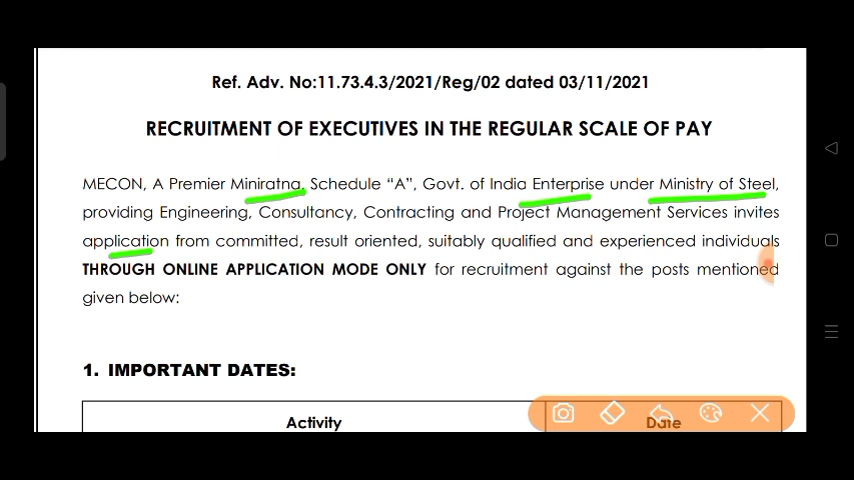 Ref. Adv. No:11.73.4.3/2021/Reg/02 dated 03/11/2021
RECRUITMENT OF EXECUTIVES IN THE REGULAR SCALE OF PAY
MECON, A Premier Miniratna, Schedule “A”, Govt. of India Enterprise under Ministry of Steel,
providing Engineering, Consultancy, Contracting and Project Management Services invites
application from committed, result oriented, suitably qualified and experienced individuals
THROUGH ONLINE APPLICATION MODE ONLY for recruitment against the posts mentioned
given below:
1. IMPORTANT DATES:
Activity Date